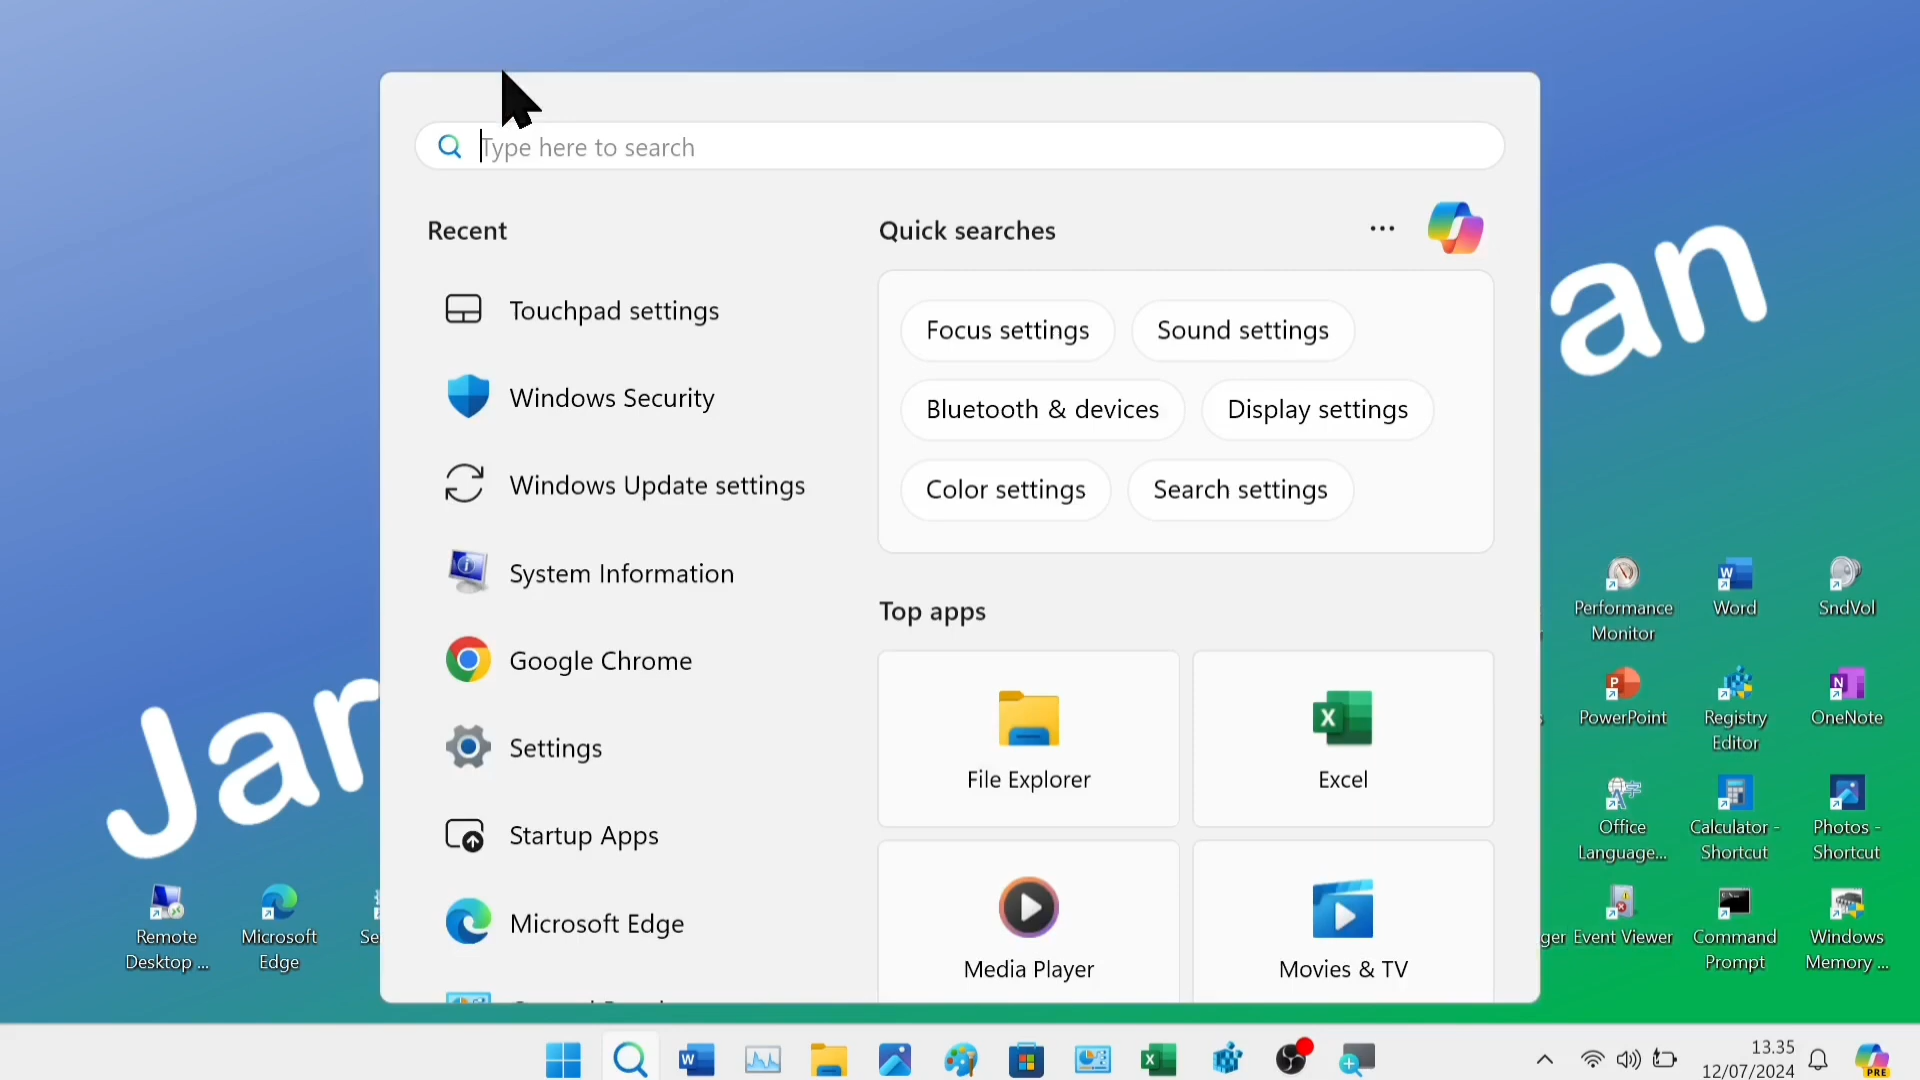 Type here to search
Recent
Quick searches
Touchpad settings
Focus settings
Sound settings
Windows Security
Bluetooth & devices
Display settings
Windows Update settings
Color settings
Search settings
System Information
Top apps
Google Chrome
Settings
File Explorer
Excel
Startup Apps
Microsoft Edge
Media Player
Movies & TV
Jar
an
Performance
Monitor
Word
SndVol
PowerPoint
Registry
Editor
OneNote
Office
Language...
Calculator -
Shortcut
Photos -
Shortcut
Remote
Desktop ...
Microsoft
Edge
Se
ger
Event Viewer
Command
Prompt
Windows
Memory ...
13.35
12/07/2024
PRE